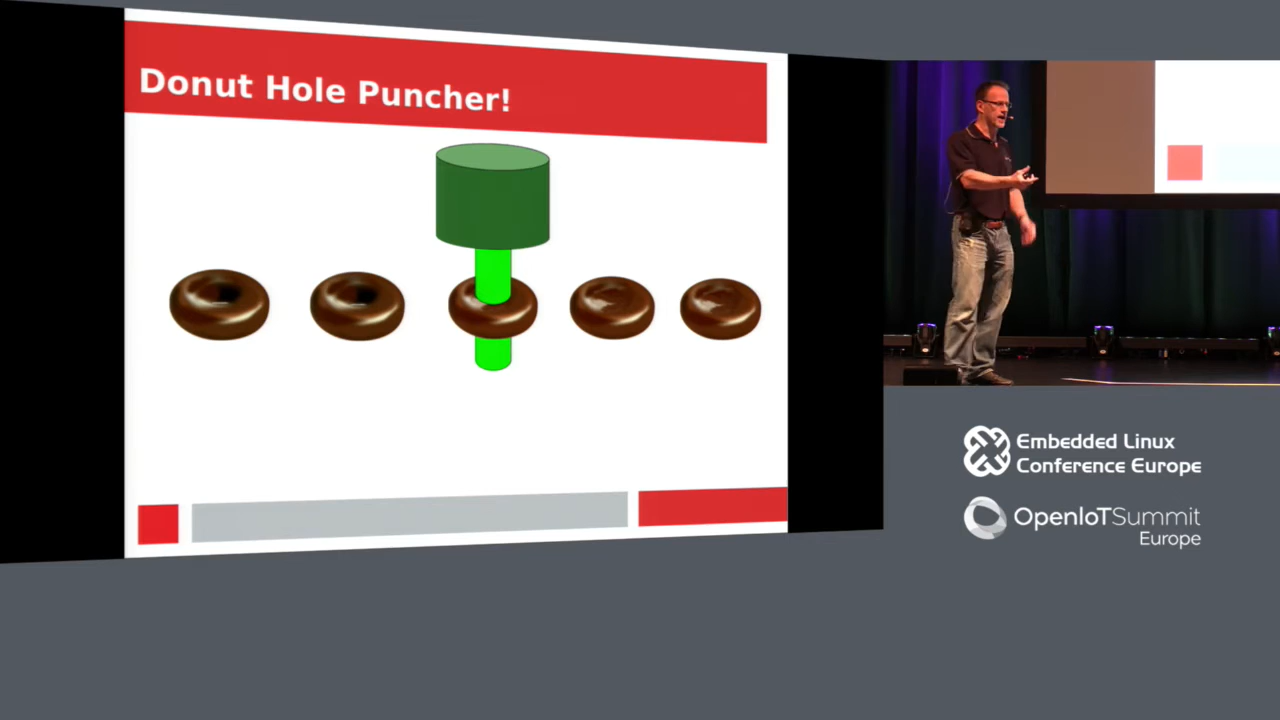 Donut Hole Puncher!
Embedded Linux
Conference Europe
OpenIoTSummit
Europe